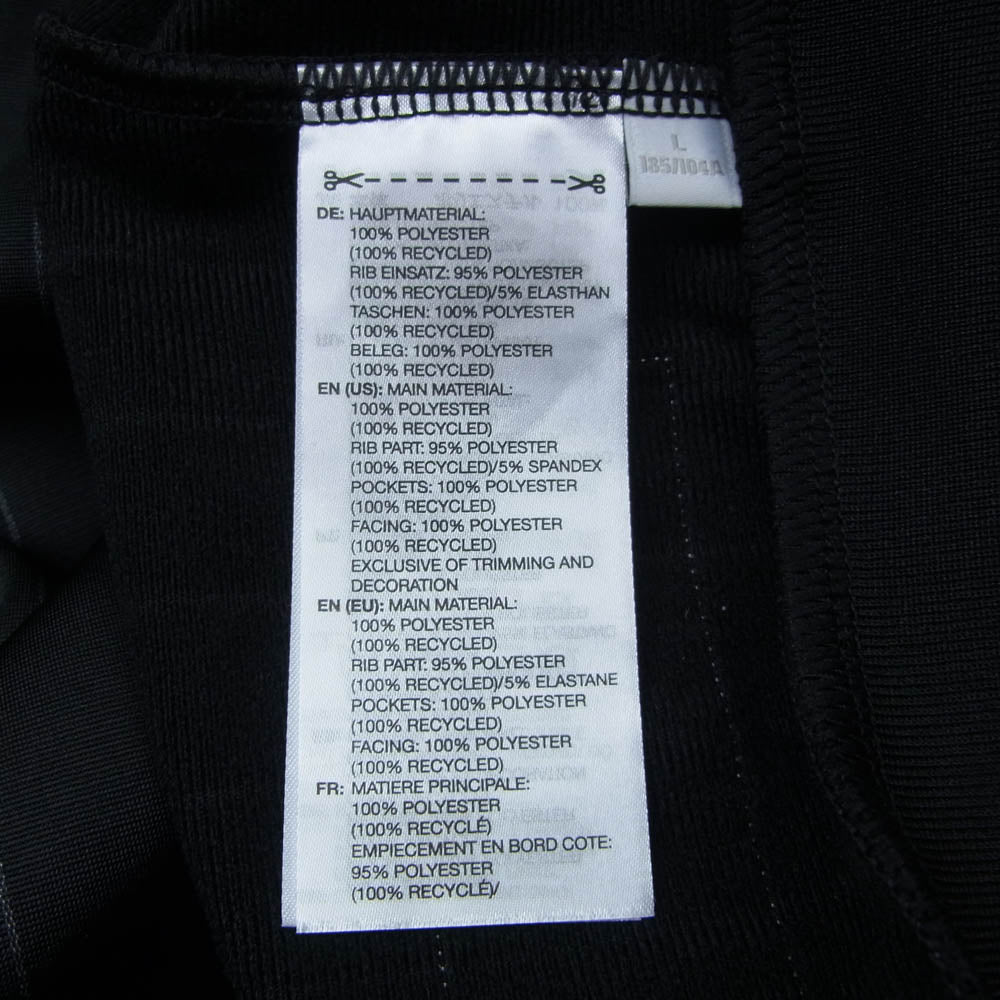 L
185/104A
DE: HAUPTMATERIAL:
100% POLYESTER
(100% RECYCLED)
RIB EINSATZ: 95% POLYESTER
(100% RECYCLED)/5% ELASTHAN
TASCHEN: 100% POLYESTER
(100% RECYCLED)
BELEG: 100% POLYESTER
(100% RECYCLED)
EN (US): MAIN MATERIAL:
100% POLYESTER
(100% RECYCLED)
RIB PART: 95% POLYESTER
(100% RECYCLED)/5% SPANDEX
POCKETS: 100% POLYESTER
(100% RECYCLED)
FACING: 100% POLYESTER
(100% RECYCLED)
EXCLUSIVE OF TRIMMING AND
DECORATION
EN (EU): MAIN MATERIAL:
100% POLYESTER
(100% RECYCLED)
RIB PART: 95% POLYESTER
(100% RECYCLED)/5% ELASTANE
POCKETS: 100% POLYESTER
(100% RECYCLED)
FACING: 100% POLYESTER
(100% RECYCLED)
FR: MATIERE PRINCIPALE:
100% POLYESTER
(100% RECYCLÉ)
EMPIECEMENT EN BORD COTE:
95% POLYESTER
(100% RECYCLÉ)/